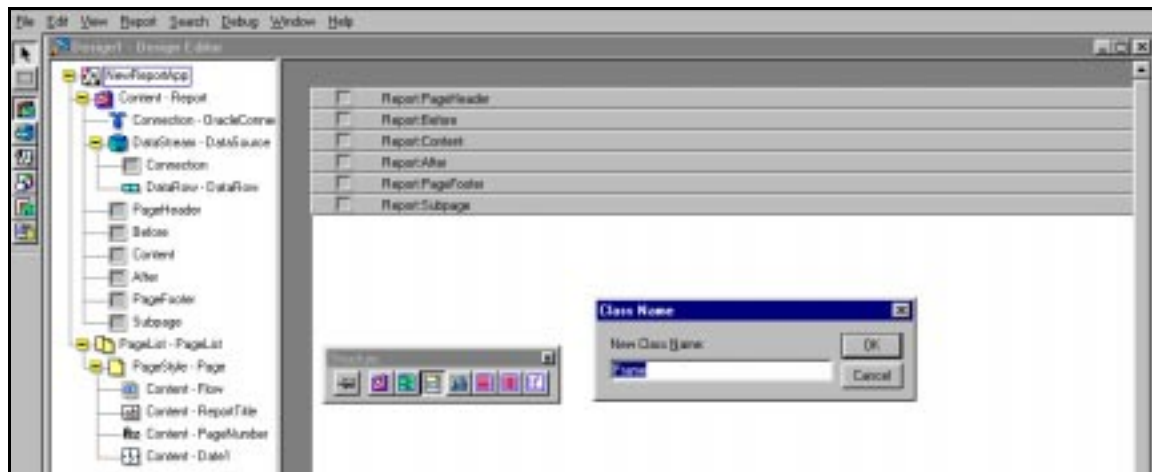 File Edit View Report Search Debug Window Help
Design1 - Design Editor
NewReportApp
Content - Report
Connection - OracleConne
DataStream - DataSource
Connection
DataRow - DataRow
PageHeader
Before
Content
After
PageFooter
Subpage
PageList - PageList
PageStyle - Page
Content - Flow
Content - ReportTitle
Content - PageNumber
Content - Date1
Report:PageHeader
Report:Before
Report:Content
Report:After
Report:PageFooter
Report:Subpage
Structure
Class Name
New Class Name:
Frame
OK
Cancel